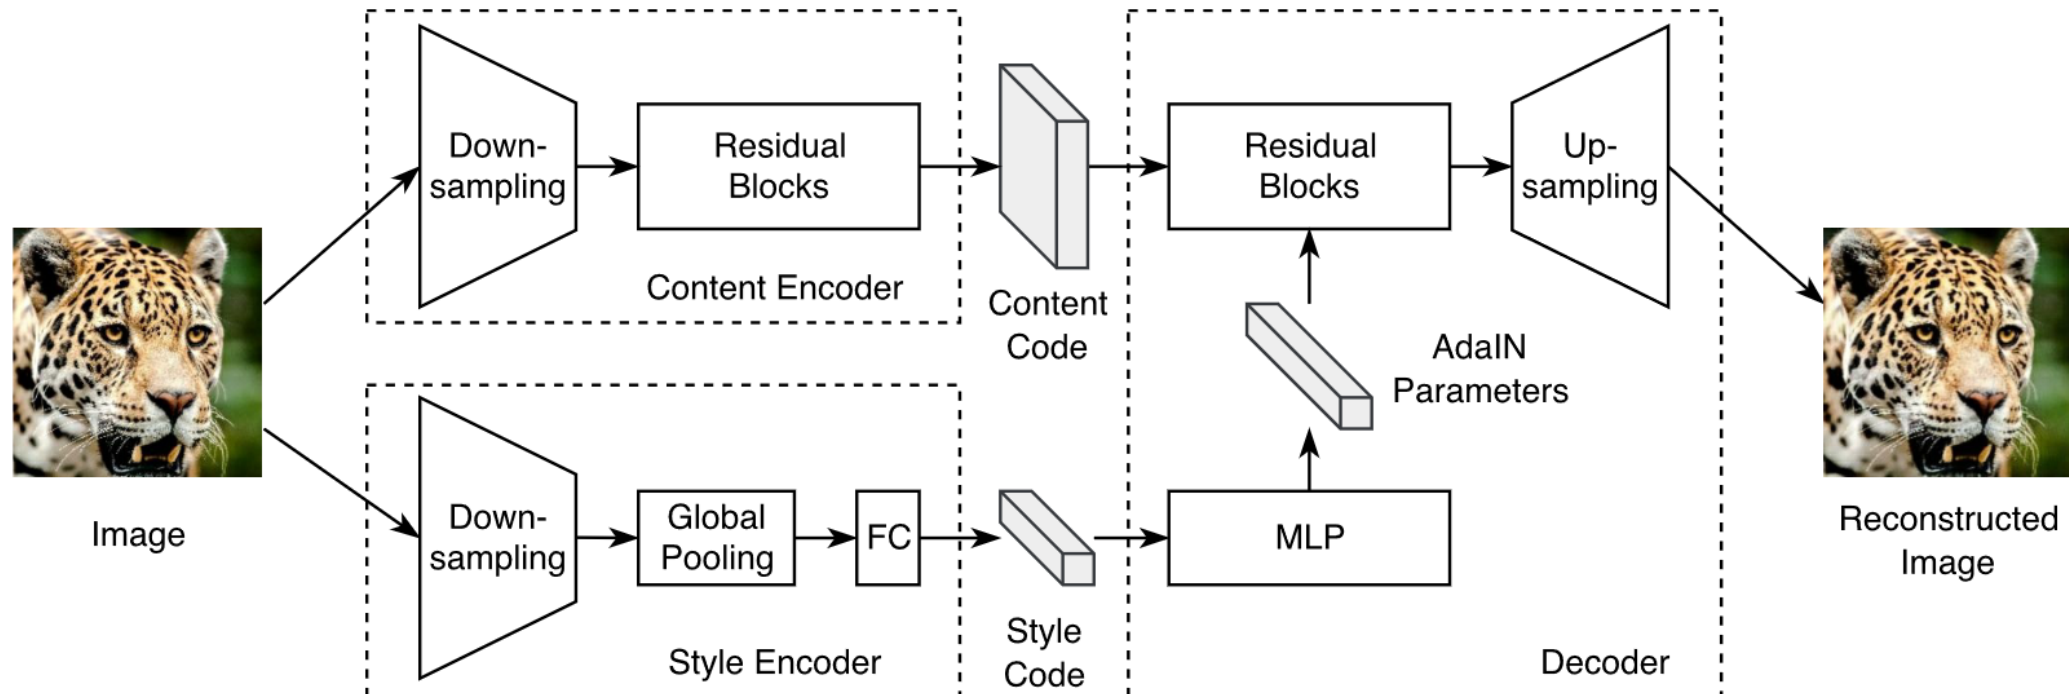 Down-
sampling
Residual
Blocks
Content Encoder
Content
Code
Residual
Blocks
Up-
sampling
AdaIN
Parameters
Image
Down-
sampling
Global
Pooling
FC
Style Encoder
Style
Code
MLP
Decoder
Reconstructed
Image